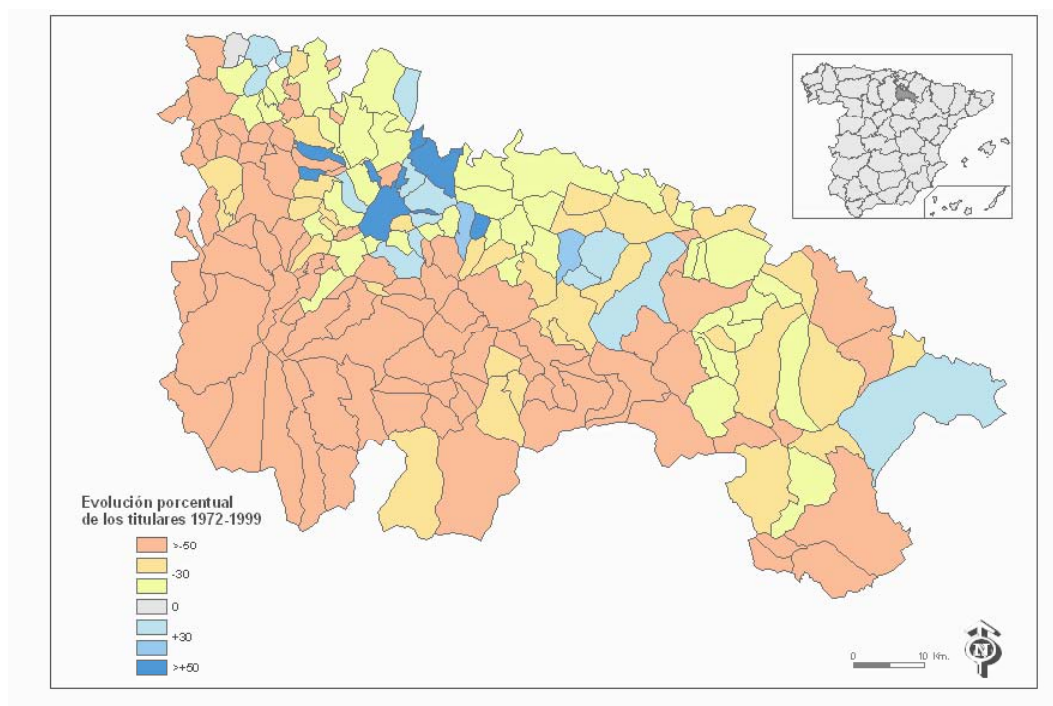 Evolución porcentual
de los titulares 1972-1999
>-50
-30
0
+30
>+50
0 10 Km.
N